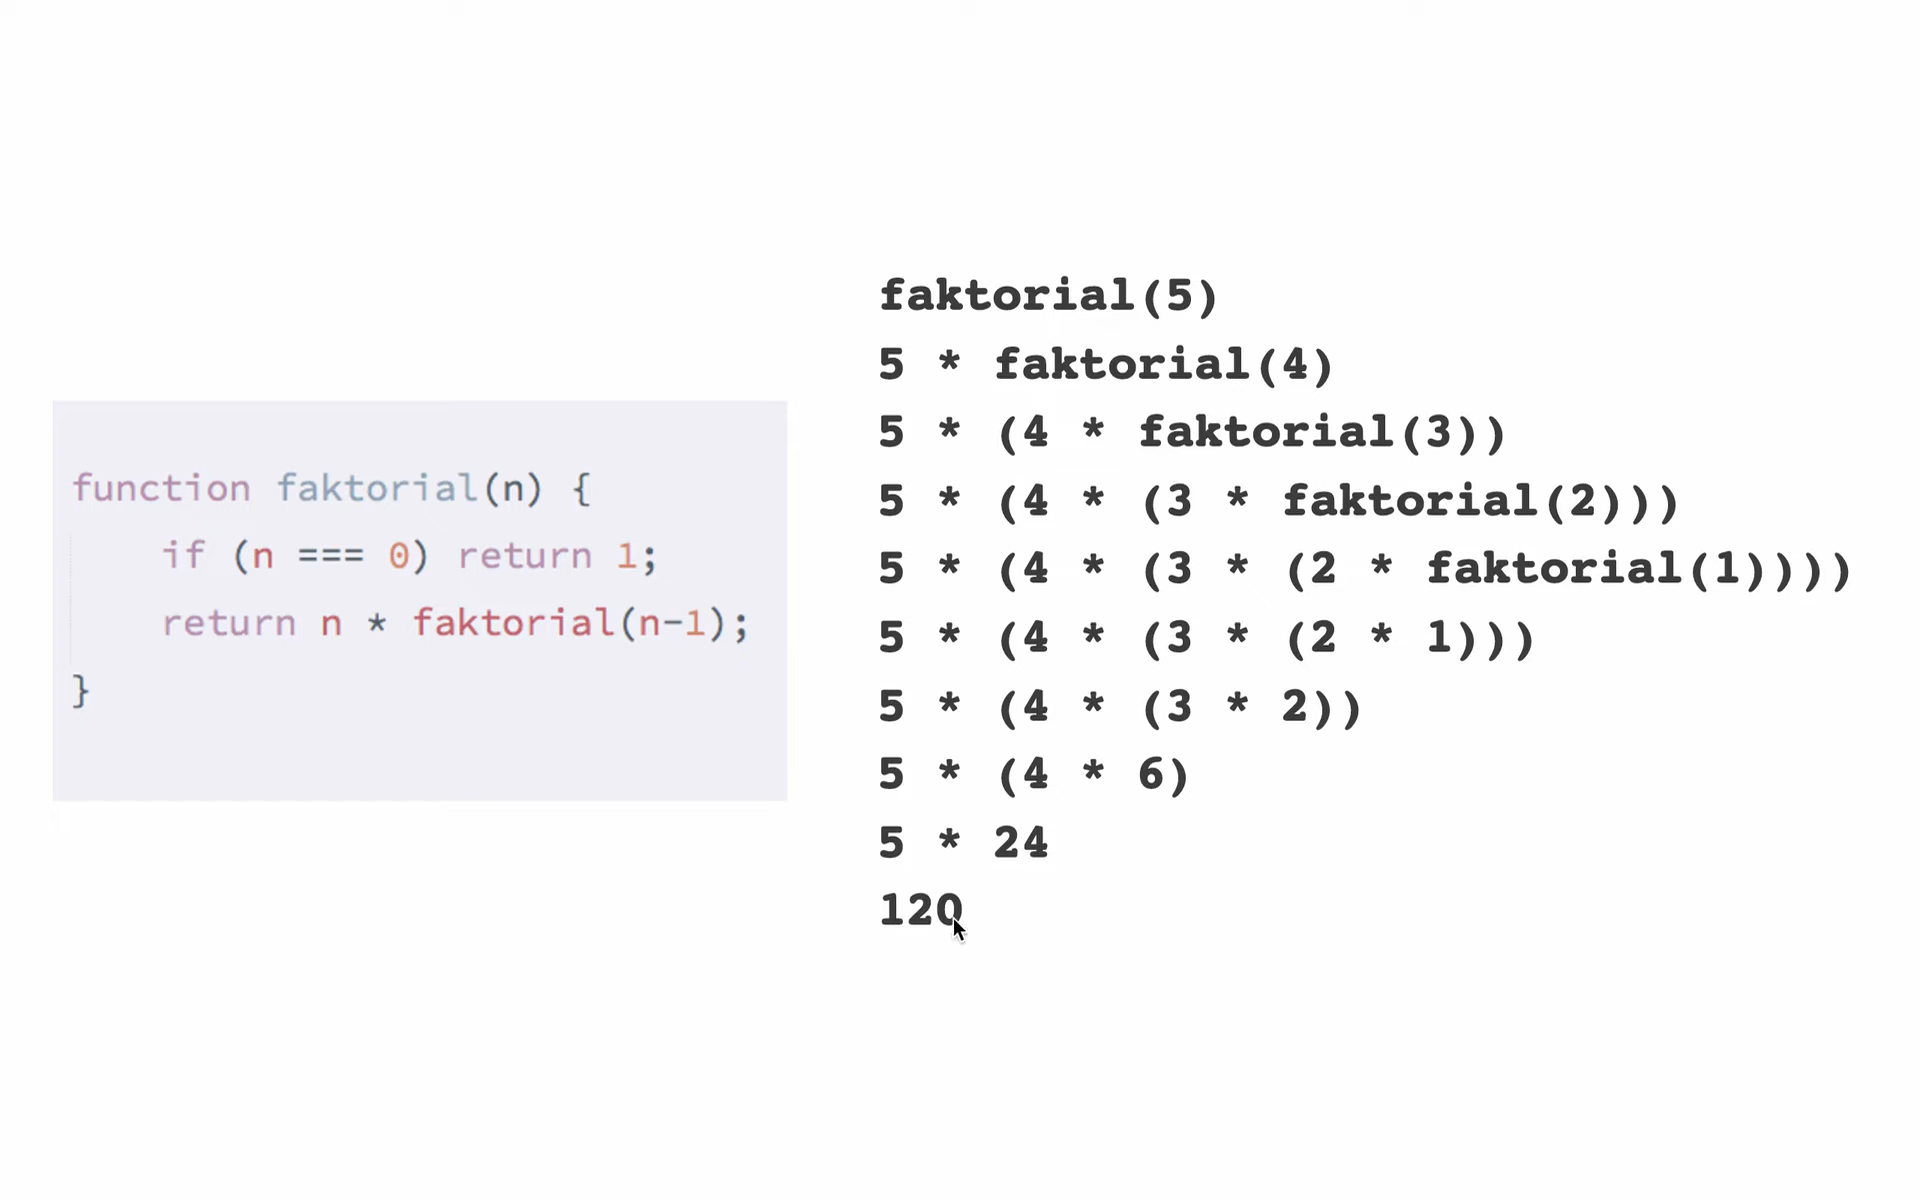 function faktorial(n) {
    if (n === 0) return 1;
    return n * faktorial(n-1);
}
faktorial(5)
5 * faktorial(4)
5 * (4 * faktorial(3))
5 * (4 * (3 * faktorial(2)))
5 * (4 * (3 * (2 * faktorial(1))))
5 * (4 * (3 * (2 * 1)))
5 * (4 * (3 * 2))
5 * (4 * 6)
5 * 24
120